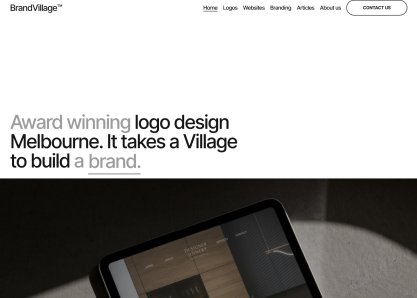 BrandVillage™
Home Logos Websites Branding Articles About us CONTACT US
Award winning logo design
Melbourne. It takes a Village
to build a brand.